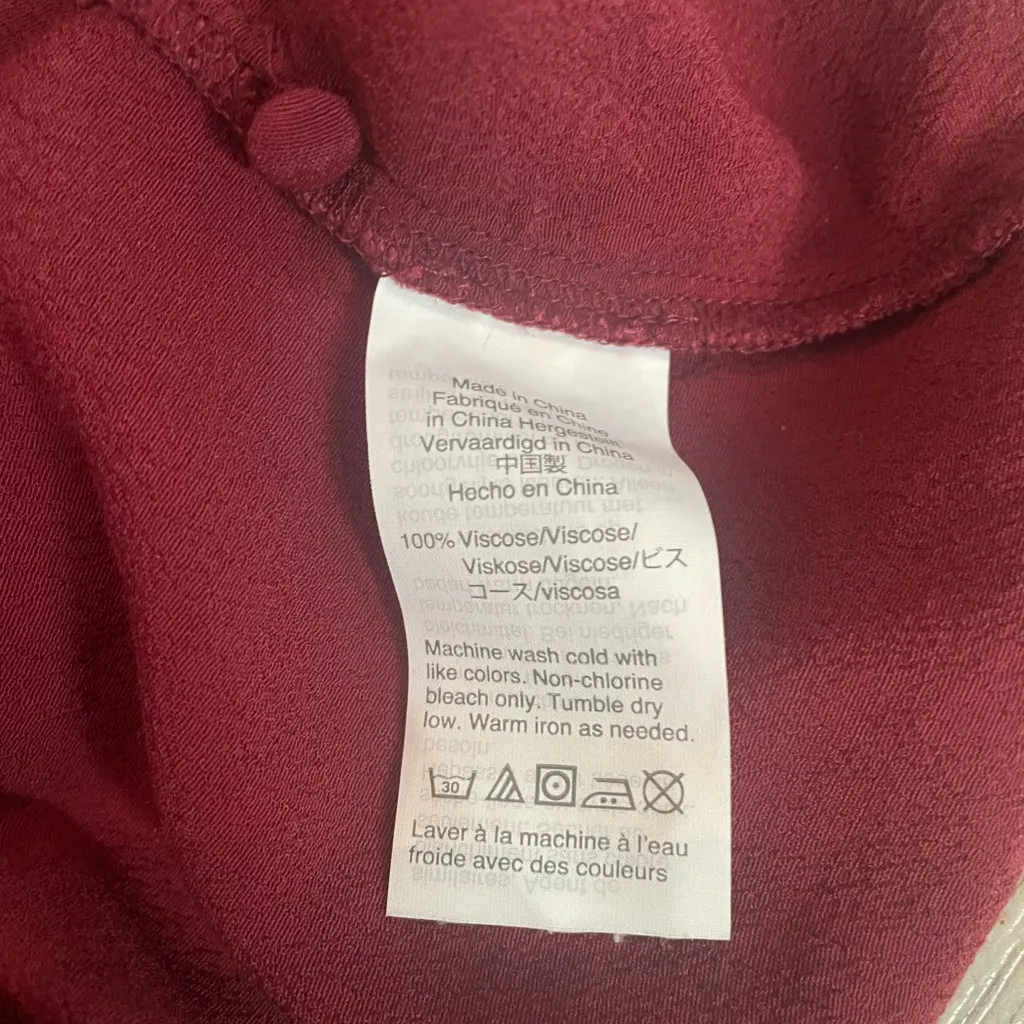 Made in China
Fabriqué en Chine
in China Hergestellt
Vervaardigd in China
中国製
Hecho en China
100% Viscose/Viscose/
Viskose/Viscose/ビス
コース/viscosa
Machine wash cold with
like colors. Non-chlorine
bleach only. Tumble dry
low. Warm iron as needed.
30
Laver à la machine à l'eau
froide avec des couleurs